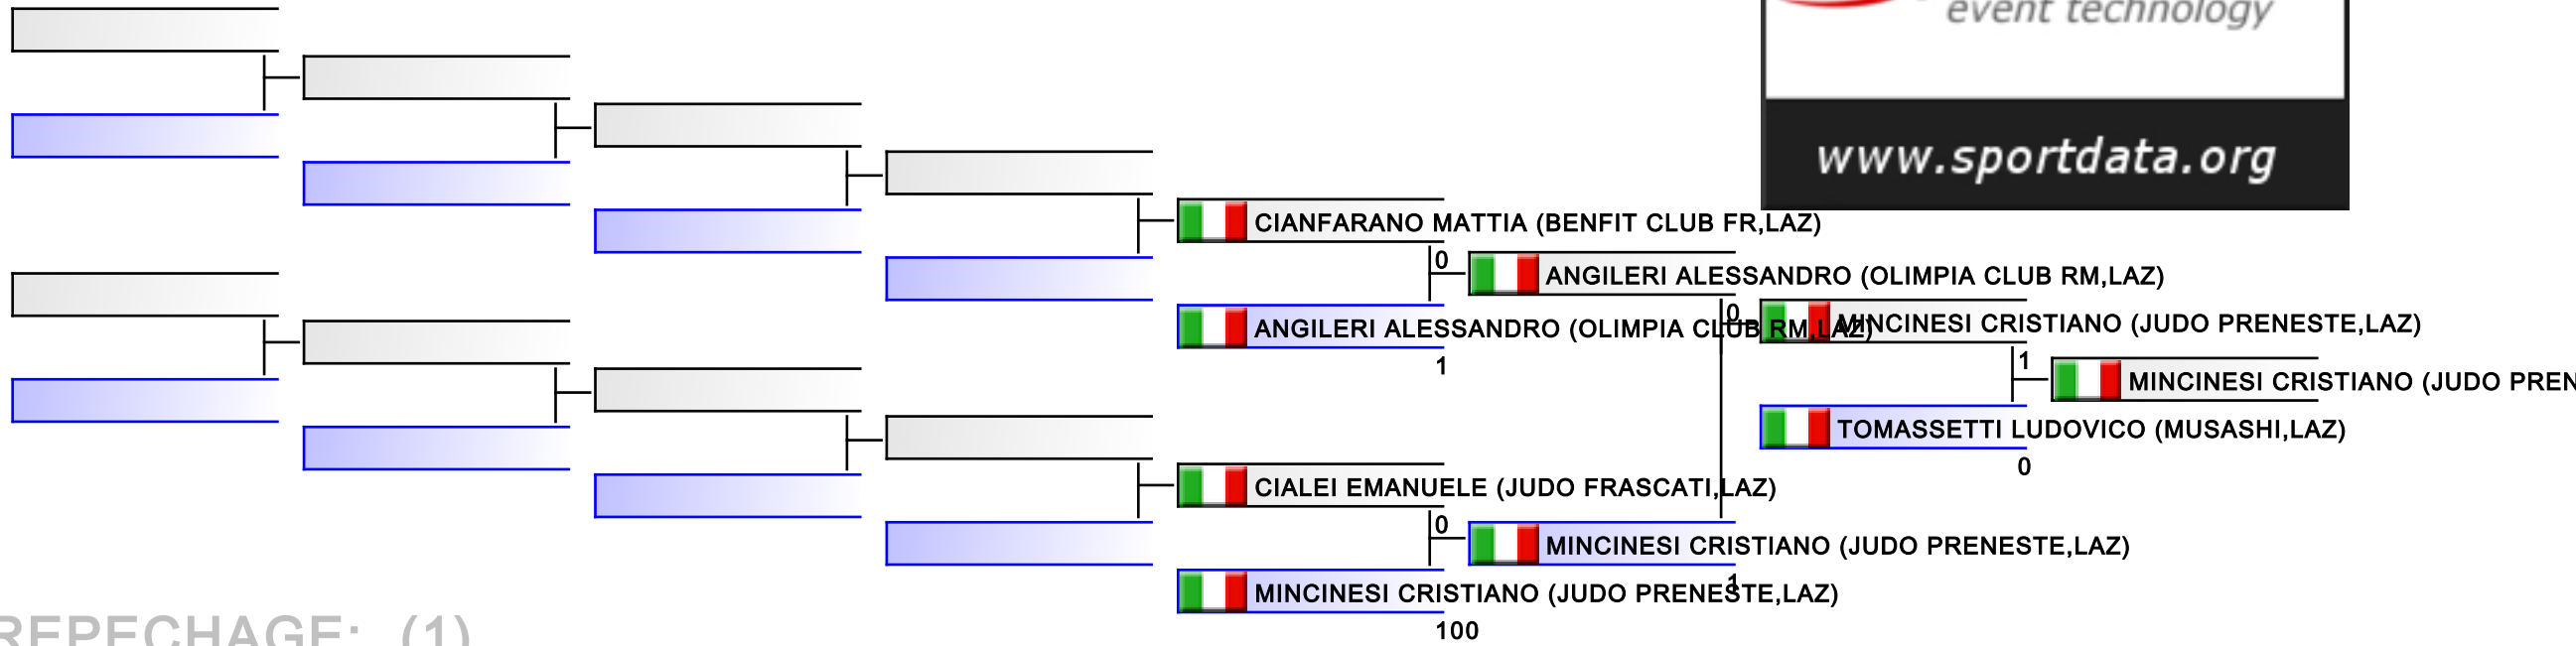 event technology
www.sportdata.org
CIANFARANO MATTIA (BENFIT CLUB FR,LAZ)
0
ANGILERI ALESSANDRO (OLIMPIA CLUB RM,LAZ)
ANGILERI ALESSANDRO (OLIMPIA CLUB RM,LAZ)
1
0
MINCINESI CRISTIANO (JUDO PRENESTE,LAZ)
1
MINCINESI CRISTIANO (JUDO PREN
TOMASSETTI LUDOVICO (MUSASHI,LAZ)
0
CIALEI EMANUELE (JUDO FRASCATI,LAZ)
0
MINCINESI CRISTIANO (JUDO PRENESTE,LAZ)
1
MINCINESI CRISTIANO (JUDO PRENESTE,LAZ)
100
REPECHAGE: (1)